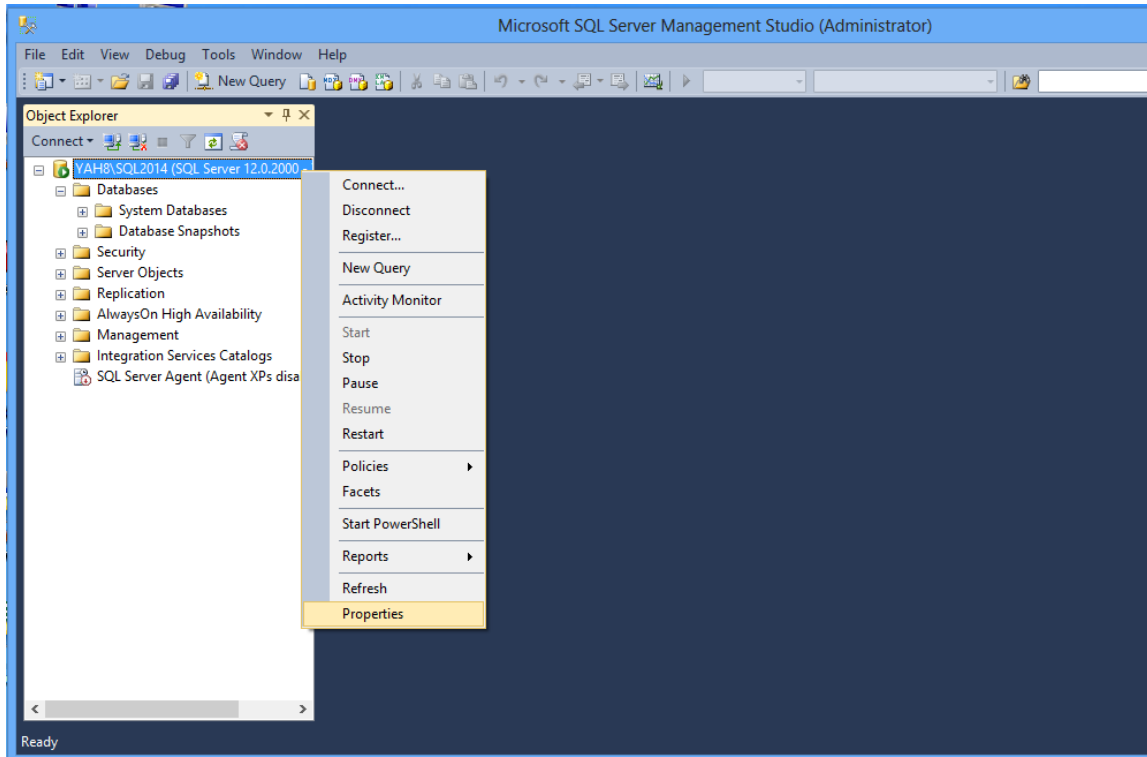 Microsoft SQL Server Management Studio (Administrator)
File Edit View Debug Tools Window Help
New Query
Object Explorer
Connect
YAH8\SQL2014 (SQL Server 12.0.2000 -
Databases
System Databases
Database Snapshots
Security
Server Objects
Replication
AlwaysOn High Availability
Management
Integration Services Catalogs
SQL Server Agent (Agent XPs disa
Connect...
Disconnect
Register...
New Query
Activity Monitor
Start
Stop
Pause
Resume
Restart
Policies
Facets
Start PowerShell
Reports
Refresh
Properties
Ready